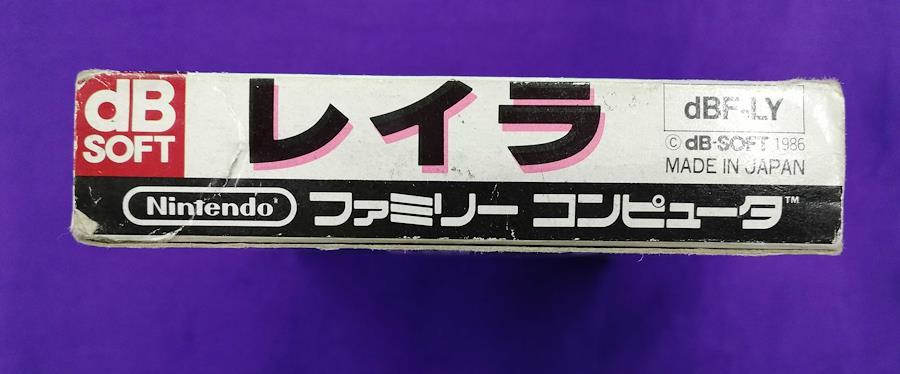 dB
SOFT
レイラ
dBF-LY
© dB-SOFT 1986
MADE IN JAPAN
Nintendo® ファミリー コンピュータ™